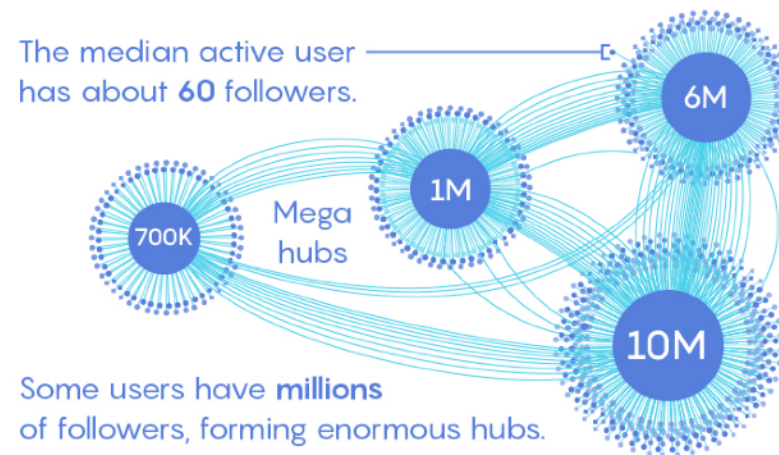 The median active user
has about 60 followers.
6M
1M
700K
Mega
hubs
10M
Some users have millions
of followers, forming enormous hubs.